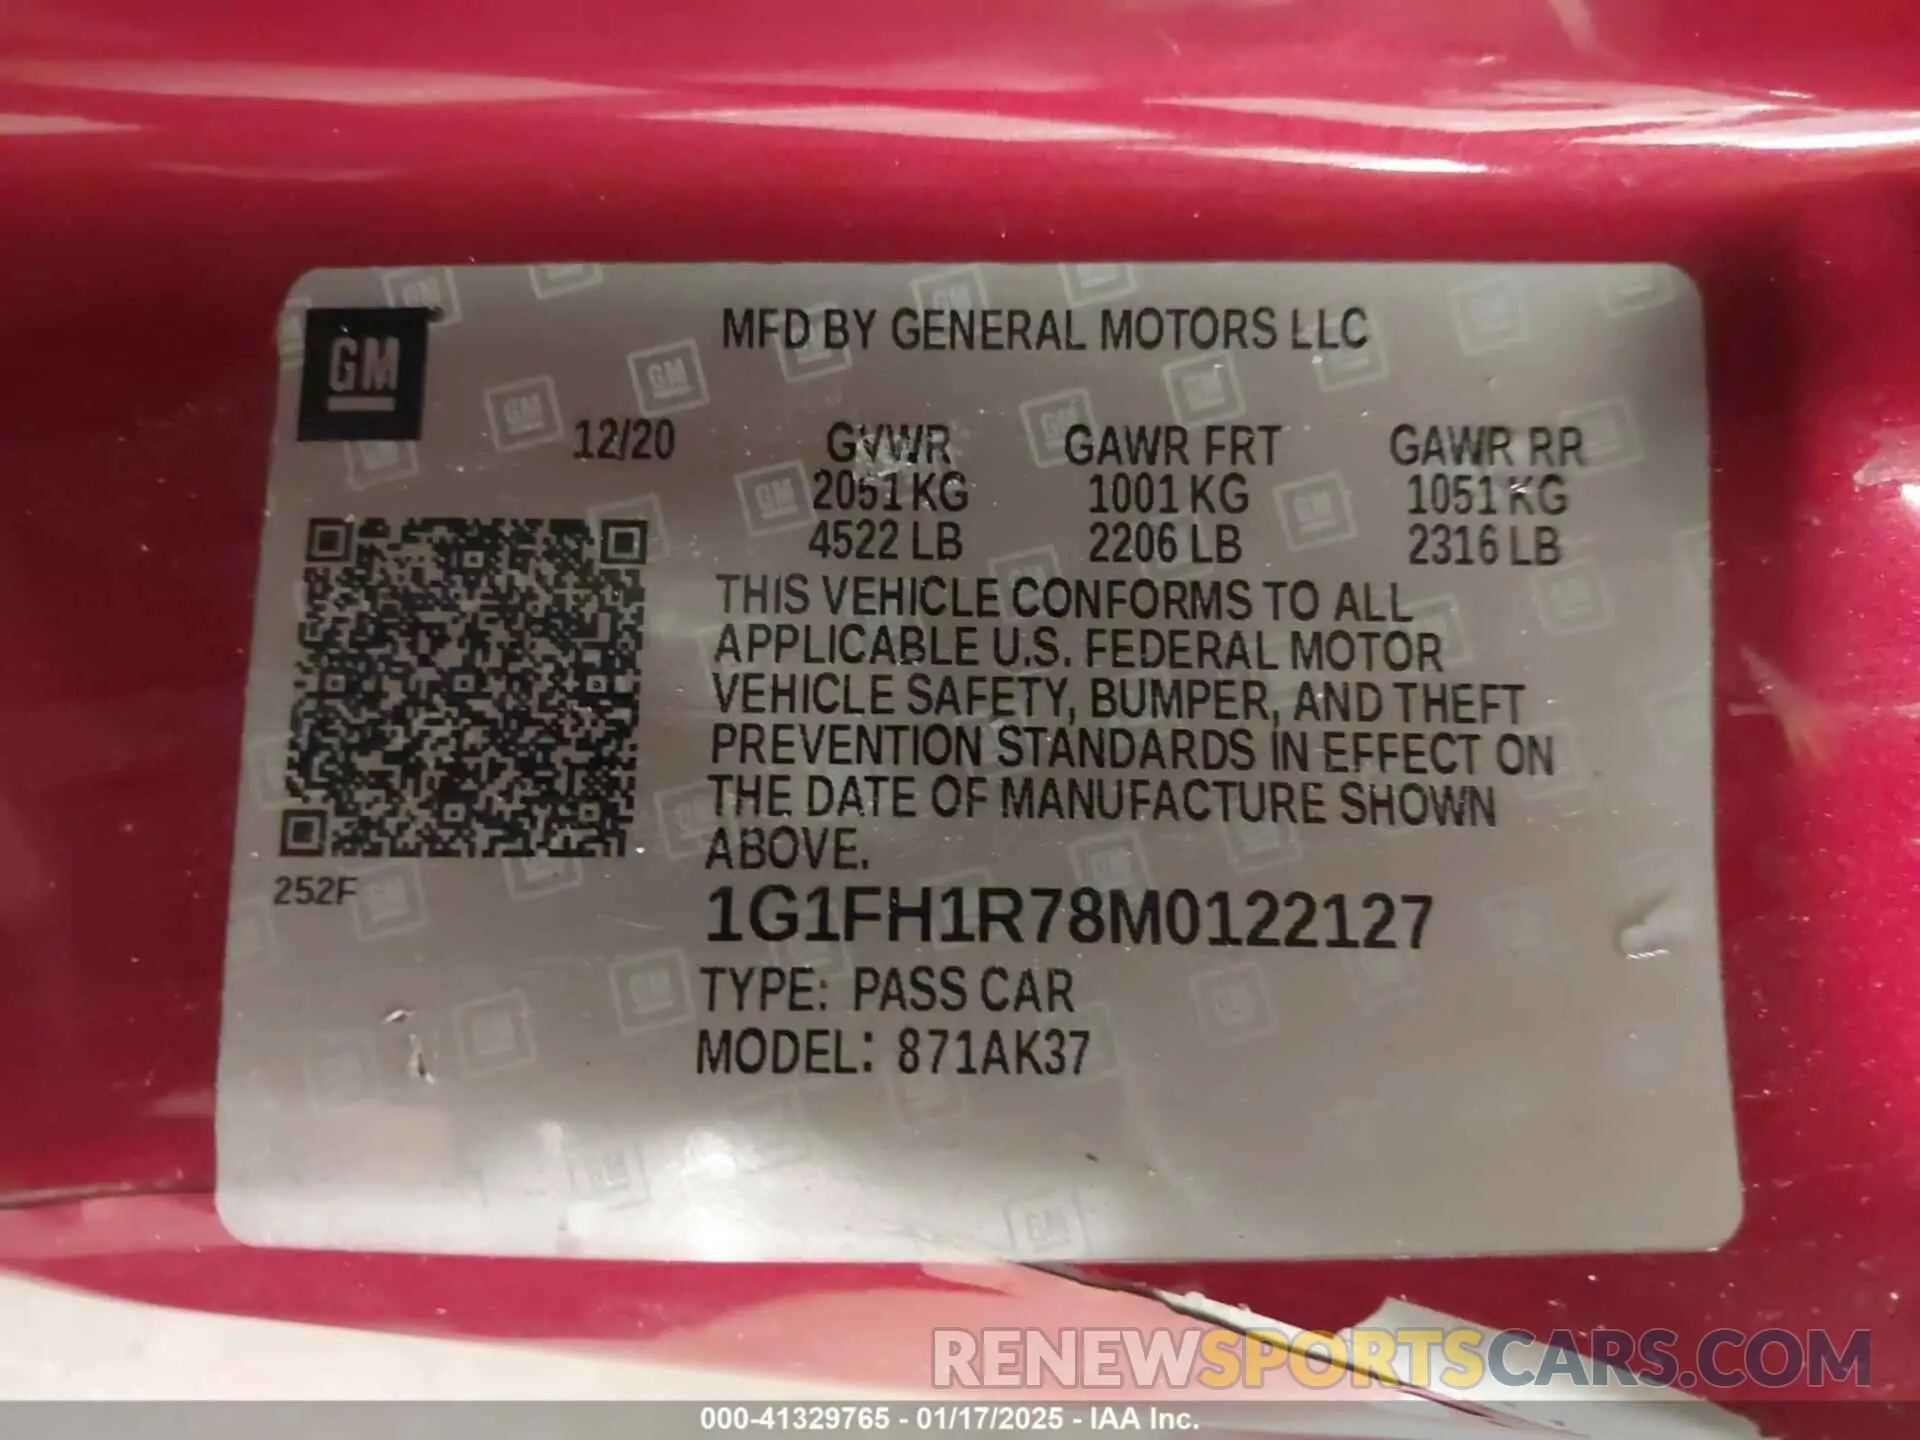 GM
MFD BY GENERAL MOTORS LLC
12/20 GVWR GAWR FRT GAWR RR
2051 KG 1001 KG 1051 KG
4522 LB 2206 LB 2316 LB
THIS VEHICLE CONFORMS TO ALL
APPLICABLE U.S. FEDERAL MOTOR
VEHICLE SAFETY, BUMPER, AND THEFT
PREVENTION STANDARDS IN EFFECT ON
THE DATE OF MANUFACTURE SHOWN
ABOVE.
252F
1G1FH1R78M0122127
TYPE: PASS CAR
MODEL: 871AK37
RENEWSPORTSCARS.COM
000-41329765 - 01/17/2025 - IAA Inc.